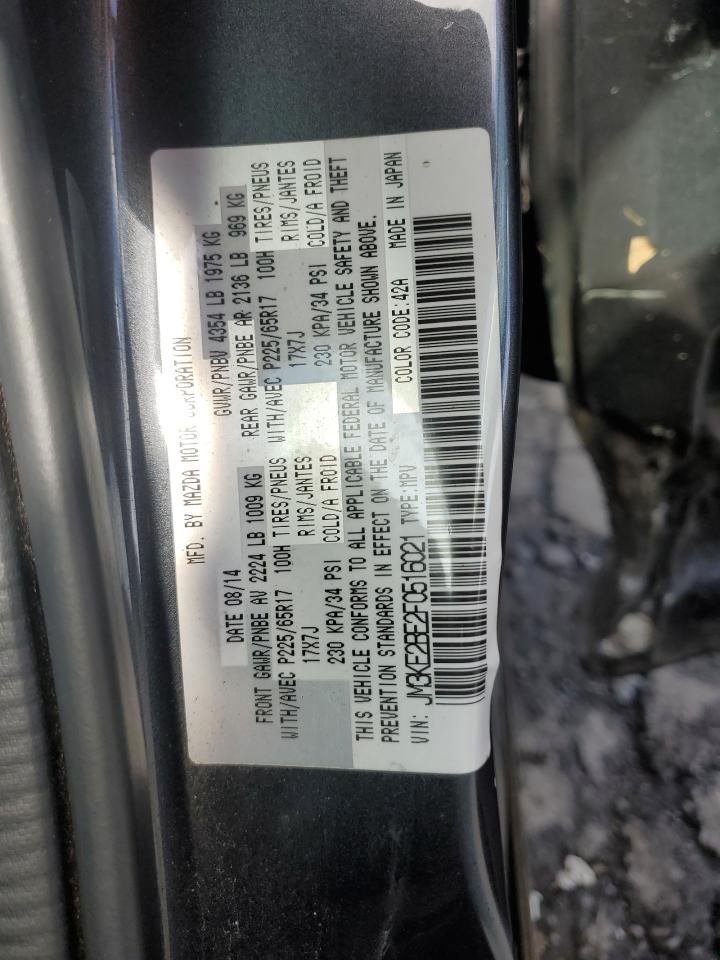 MFD. BY MAZDA MOTOR CORPORATION
DATE 08/14 GVWR/PNBV 4354 LB 1975 KG
FRONT GAWR/PNBE AV 2224 LB 1009 KG REAR GAWR/PNBE AR 2136 LB 969 KG
WITH/AVEC P225/65R17 100H TIRES/PNEUS WITH/AVEC P225/65R17 100H TIRES/PNEUS
17X7J RIMS/JANTES 17X7J RIMS/JANTES
230 KPA/34 PSI COLD/A FROID 230 KPA/34 PSI COLD/A FROID
THIS VEHICLE CONFORMS TO ALL APPLICABLE FEDERAL MOTOR VEHICLE SAFETY AND THEFT
PREVENTION STANDARDS IN EFFECT ON THE DATE OF MANUFACTURE SHOWN ABOVE.
VIN: JM3KE2BE2F0516021 TYPE:MPV COLOR CODE:42A MADE IN JAPAN